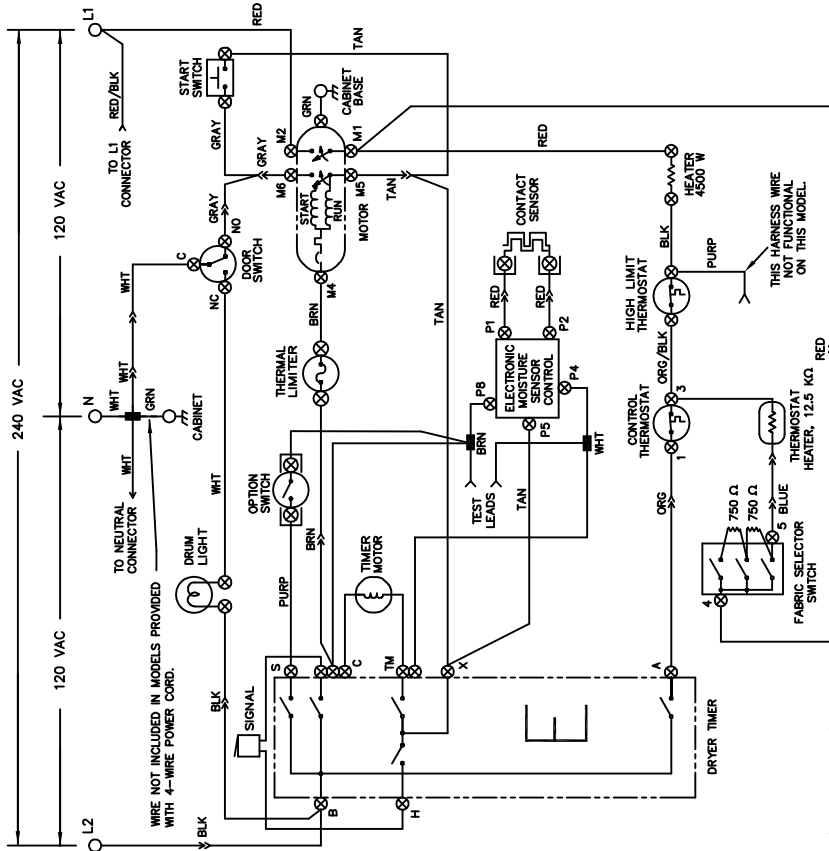 240 VAC
120 VAC
120 VAC
L2
N
L1
BLK
WHT
GRN
WHT
WHT
WHT
RED/BLK
TO L1
CONNECTOR
TO NEUTRAL
CONNECTOR
WIRE NOT INCLUDED IN MODELS PROVIDED
WITH 4-WIRE POWER CORD.
CABINET
RED
DRUM
LIGHT
BLK
WHT
C
NC
NO
DOOR
SWITCH
GRAY
GRAY
GRAY
START
SWITCH
TAN
SIGNAL
S
PURP
OPTION
SWITCH
THERMAL
LIMITER
BRN
M4
M6
M2
START
RUN
MOTOR
M5
M1
GRN
CABINET
BASE
B
H
BRN
C
TIMER
MOTOR
TM
X
TAN
TAN
RED
TEST
LEADS
BRN
WHT
TAN
P8
P5
P4
P1
P2
ELECTRONIC
MOISTURE
SENSOR
CONTROL
RED
RED
CONTACT
SENSOR
A
ORG
1
3
CONTROL
THERMOSTAT
ORG/BLK
HIGH LIMIT
THERMOSTAT
BLK
PURP
HEATER
4500 W
THIS HARNESS WIRE
NOT FUNCTIONAL
ON THIS MODEL.
DRYER TIMER
4
750 Ω
750 Ω
5
BLUE
FABRIC SELECTOR
SWITCH
THERMOSTAT
HEATER, 12.5 KΩ
RED